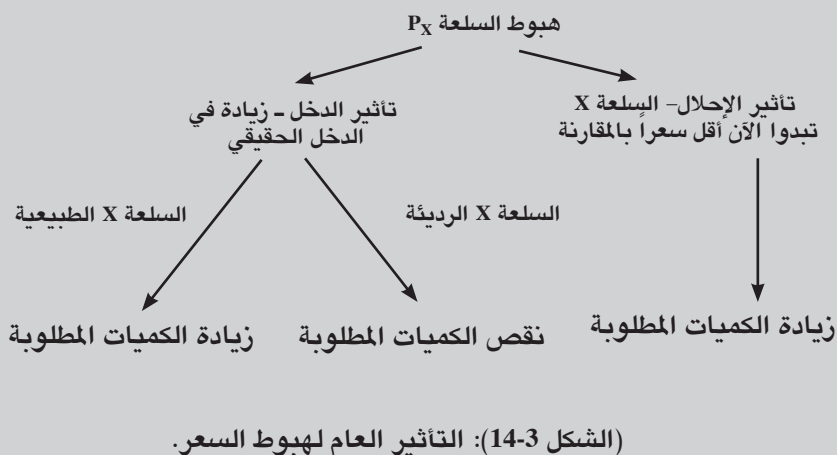 هبوط السلعة P_X
تأثير الإحلال– السلعة X
تبدوا الآن أقل سعراً بالمقارنة
تأثير الدخل ـ زيادة في
الدخل الحقيقي
السلعة X الرديئة
السلعة X الطبيعية
زيادة الكميات المطلوبة
نقص الكميات المطلوبة
زيادة الكميات المطلوبة
(الشكل 3-14): التأثير العام لهبوط السعر.